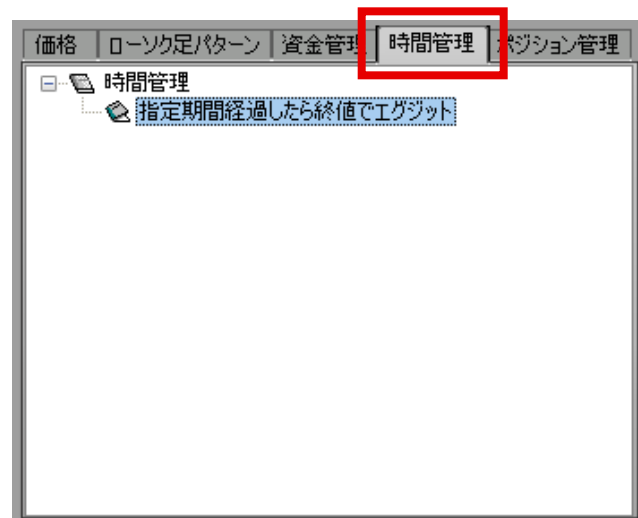 価格 ローソク足パターン 資金管理 時間管理 ポジション管理
時間管理
指定期間経過したら終値でエグジット